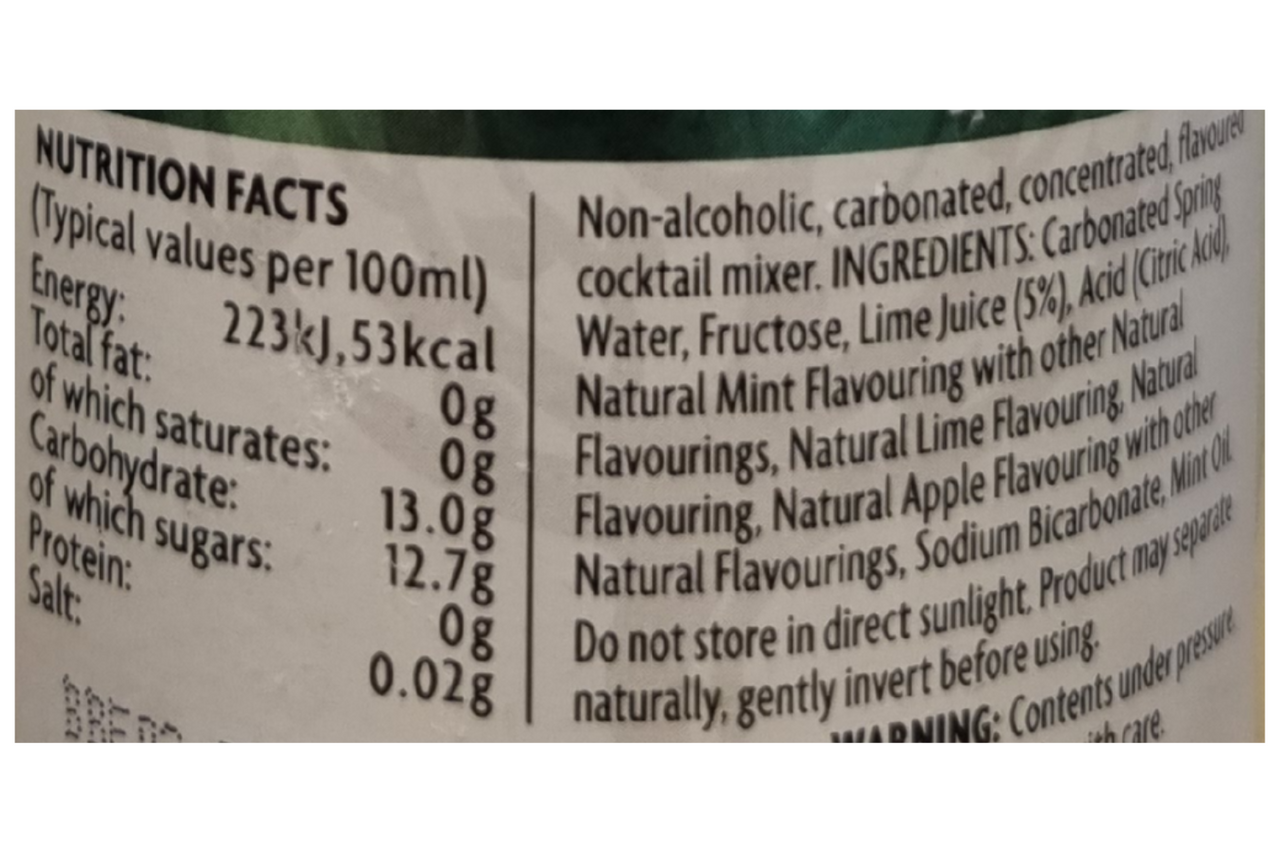 NUTRITION FACTS
(Typical values per 100ml)
Energy: 223kJ,53kcal
Total fat: 0g
of which saturates: 0g
Carbohydrate: 13.0g
of which sugars: 12.7g
Protein: 0g
Salt: 0.02g
Non-alcoholic, carbonated, concentrated, flavoured
cocktail mixer. INGREDIENTS: Carbonated Spring
Water, Fructose, Lime Juice (5%), Acid (Citric Acid),
Natural Mint Flavouring with other Natural
Flavourings, Natural Lime Flavouring, Natural
Flavouring, Natural Apple Flavouring with other
Natural Flavourings, Sodium Bicarbonate, Mint Oil.
Do not store in direct sunlight. Product may separate
naturally, gently invert before using.
WARNING: Contents under pressure.
care.